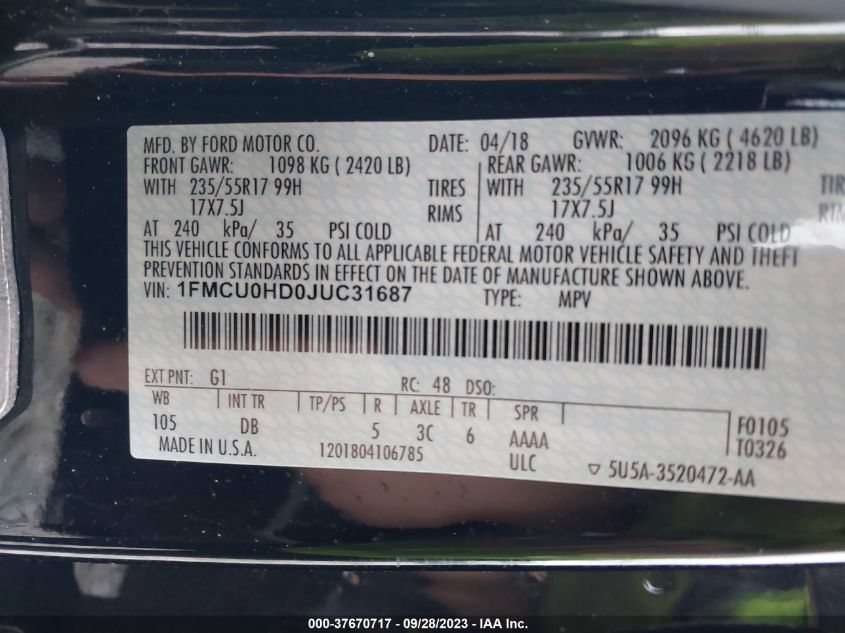 MFD. BY FORD MOTOR CO. DATE: 04/18 GVWR: 2096 KG ( 4620 LB)
FRONT GAWR: 1098 KG ( 2420 LB) REAR GAWR: 1006 KG ( 2218 LB)
WITH 235/55R17 99H TIRES WITH 235/55R17 99H
17X7.5J RIMS 17X7.5J
AT 240 kPa/ 35 PSI COLD AT 240 kPa/ 35 PSI COLD
THIS VEHICLE CONFORMS TO ALL APPLICABLE FEDERAL MOTOR VEHICLE SAFETY AND THEFT
PREVENTION STANDARDS IN EFFECT ON THE DATE OF MANUFACTURE SHOWN ABOVE.
VIN: 1FMCU0HD0JUC31687 TYPE: MPV
EXT PNT: G1 RC: 48 DSO:
WB INT TR TP/PS R AXLE TR SPR
105 DB 5 3C 6 AAAA F0105
MADE IN U.S.A. 1201804106785 ULC T0326
▽ 5U5A-3520472-AA
000-37670717 - 09/28/2023 - IAA Inc.